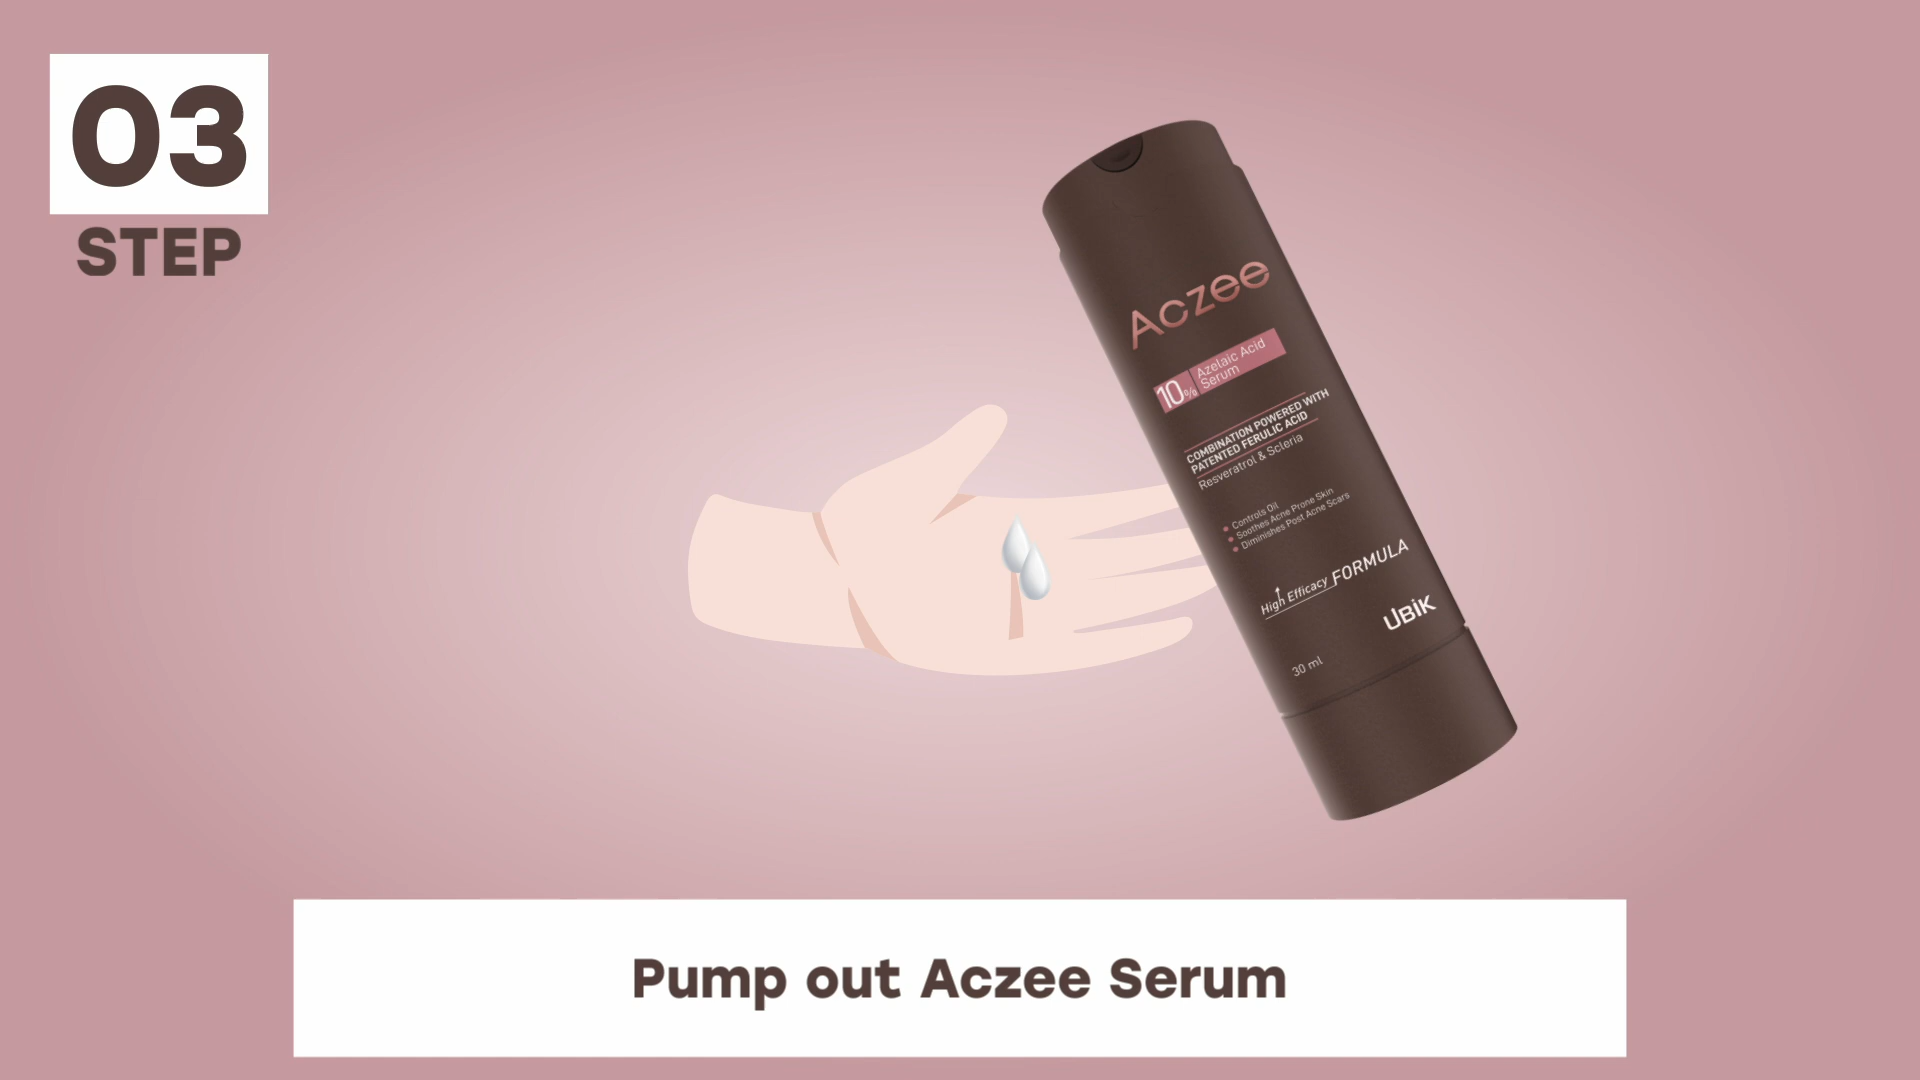 03
STEP
Aczee
10% Azelaic Acid
Serum
COMBINATION POWERED WITH
PATENTED FERULIC ACID
Resveratrol & Scleria
• Controls Oil
• Soothes Acne Prone Skin
• Diminishes Post Acne Scars
High Efficacy FORMULA
UBiK
30 ml
Pump out Aczee Serum